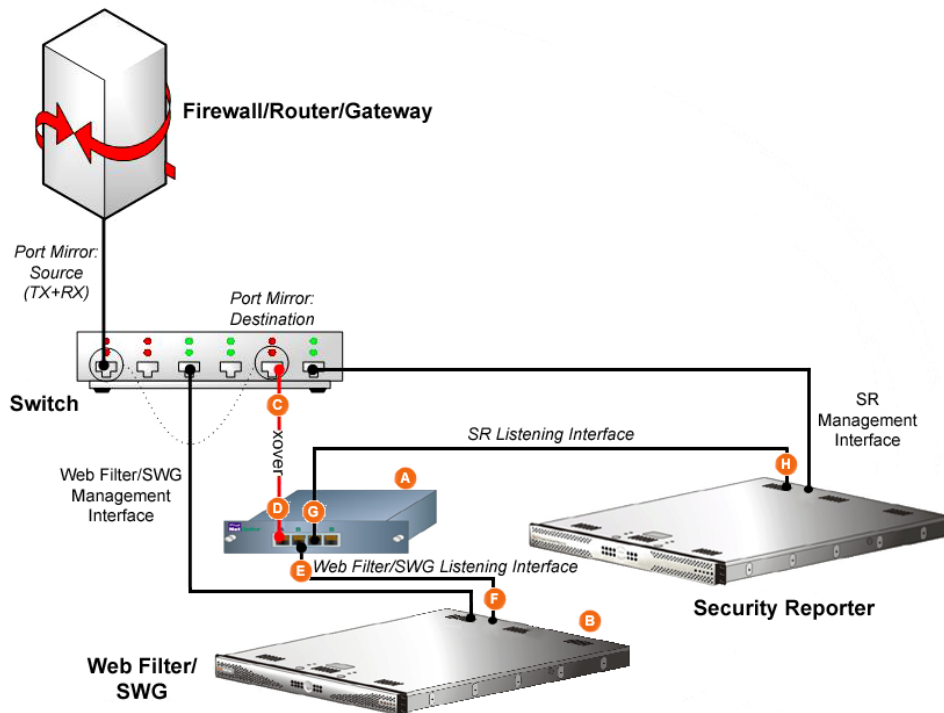 Firewall/Router/Gateway
Port Mirror:
Source
(TX+RX)
Port Mirror:
Destination
Switch
C
xover
SR Listening Interface
SR
Management
Interface
Web Filter/SWG
Management
Interface
A
H
D
G
E
Web Filter/SWG Listening Interface
F
Security Reporter
B
Web Filter/
SWG